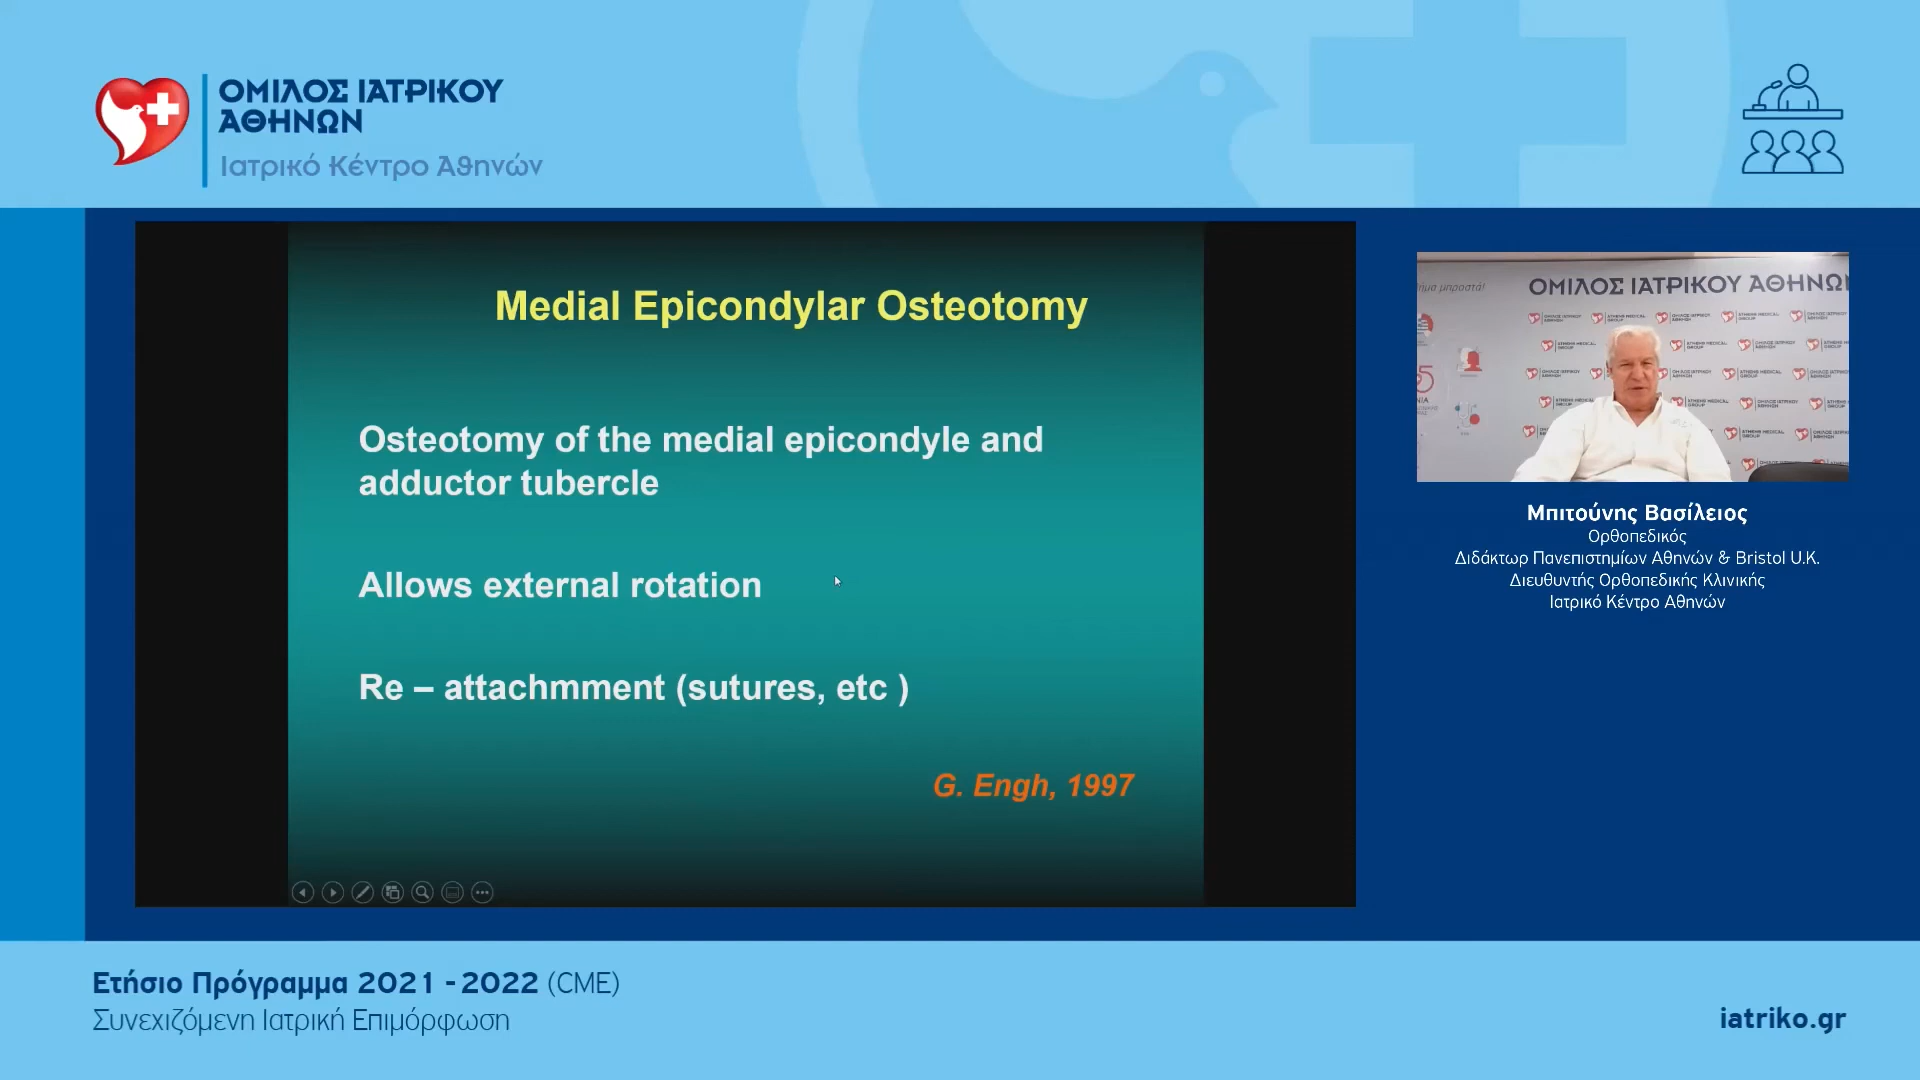 ΟΜΙΛΟΣ ΙΑΤΡΙΚΟΥ
ΑΘΗΝΩΝ
Ιατρικό Κέντρο Αθηνών
Medial Epicondylar Osteotomy
Osteotomy of the medial epicondyle and
adductor tubercle
Allows external rotation
Re – attachmment (sutures, etc )
G. Engh, 1997
μπροστά!
ΟΜΙΛΟΣ ΙΑΤΡΙΚΟΥ ΑΘΗΝΩΝ
Μπιτούνης Βασίλειος
Ορθοπεδικός
Διδάκτωρ Πανεπιστημίων Αθηνών & Bristol U.K.
Διευθυντής Ορθοπεδικής Κλινικής
Ιατρικό Κέντρο Αθηνών
Ετήσιο Πρόγραμμα 2021 - 2022 (CME)
Συνεχιζόμενη Ιατρική Επιμόρφωση
iatriko.gr